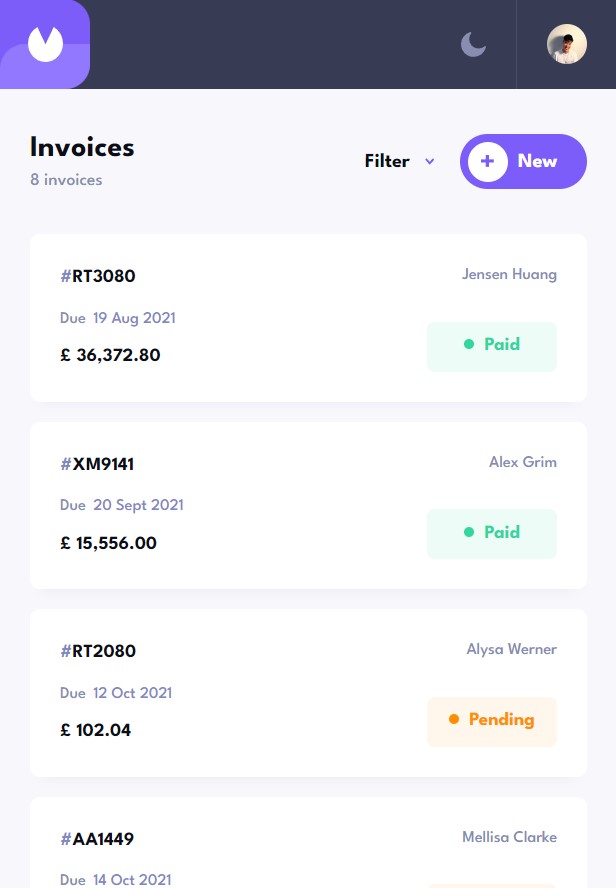 Invoices
8 invoices
Filter
New
#RT3080
Jensen Huang
Due 19 Aug 2021
£ 36,372.80
Paid
#XM9141
Alex Grim
Due 20 Sept 2021
£ 15,556.00
Paid
#RT2080
Alysa Werner
Due 12 Oct 2021
£ 102.04
Pending
#AA1449
Mellisa Clarke
Due 14 Oct 2021